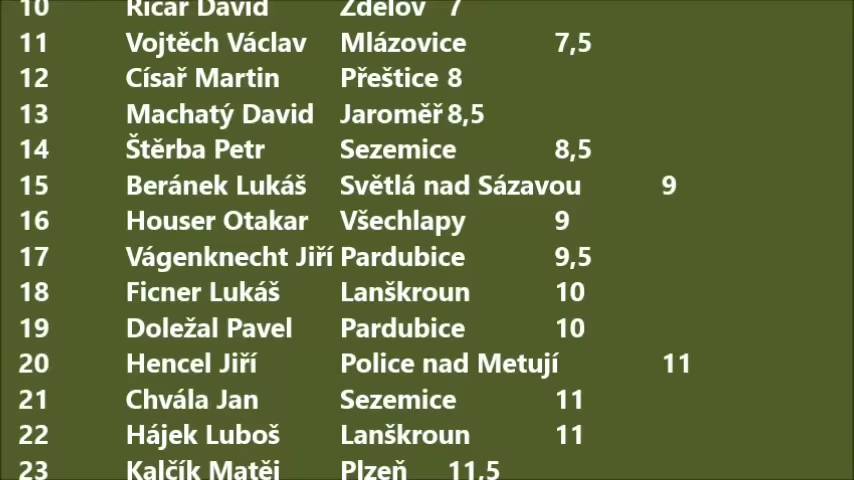 10 Řičař David Zdelov 7
11 Vojtěch Václav Mlázovice 7,5
12 Císař Martin Přeštice 8
13 Machatý David Jaroměř 8,5
14 Štěrba Petr Sezemice 8,5
15 Beránek Lukáš Světlá nad Sázavou 9
16 Houser Otakar Všechlapy 9
17 Vágenknecht Jiří Pardubice 9,5
18 Ficner Lukáš Lanškroun 10
19 Doležal Pavel Pardubice 10
20 Hencel Jiří Police nad Metují 11
21 Chvála Jan Sezemice 11
22 Hájek Luboš Lanškroun 11
23 Kalčík Matěj Plzeň 11,5